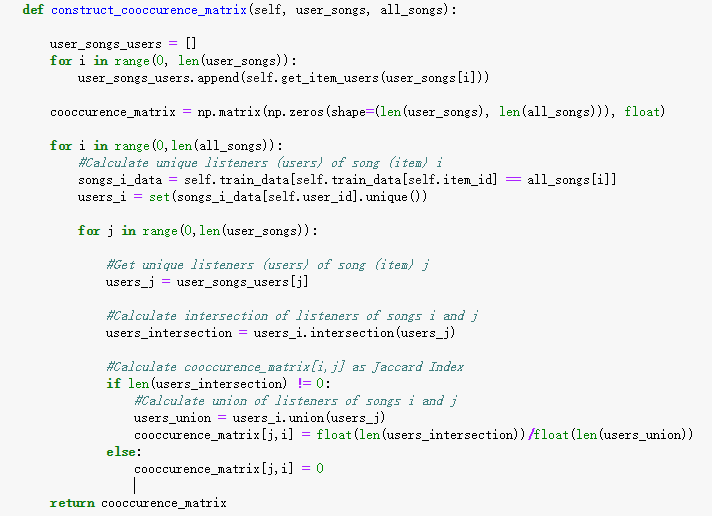 def construct_cooccurence_matrix(self, user_songs, all_songs):
user_songs_users = []
for i in range(0, len(user_songs)):
user_songs_users.append(self.get_item_users(user_songs[i]))
cooccurence_matrix = np.matrix(np.zeros(shape=(len(user_songs), len(all_songs))), float)
for i in range(0,len(all_songs)):
#Calculate unique listeners (users) of song (item) i
songs_i_data = self.train_data[self.train_data[self.item_id] == all_songs[i]]
users_i = set(songs_i_data[self.user_id].unique())
for j in range(0,len(user_songs)):
#Get unique listeners (users) of song (item) j
users_j = user_songs_users[j]
#Calculate intersection of listeners of songs i and j
users_intersection = users_i.intersection(users_j)
#Calculate cooccurence_matrix[i,j] as Jaccard Index
if len(users_intersection) != 0:
#Calculate union of listeners of songs i and j
users_union = users_i.union(users_j)
cooccurence_matrix[j,i] = float(len(users_intersection))/float(len(users_union))
else:
cooccurence_matrix[j,i] = 0
return cooccurence_matrix